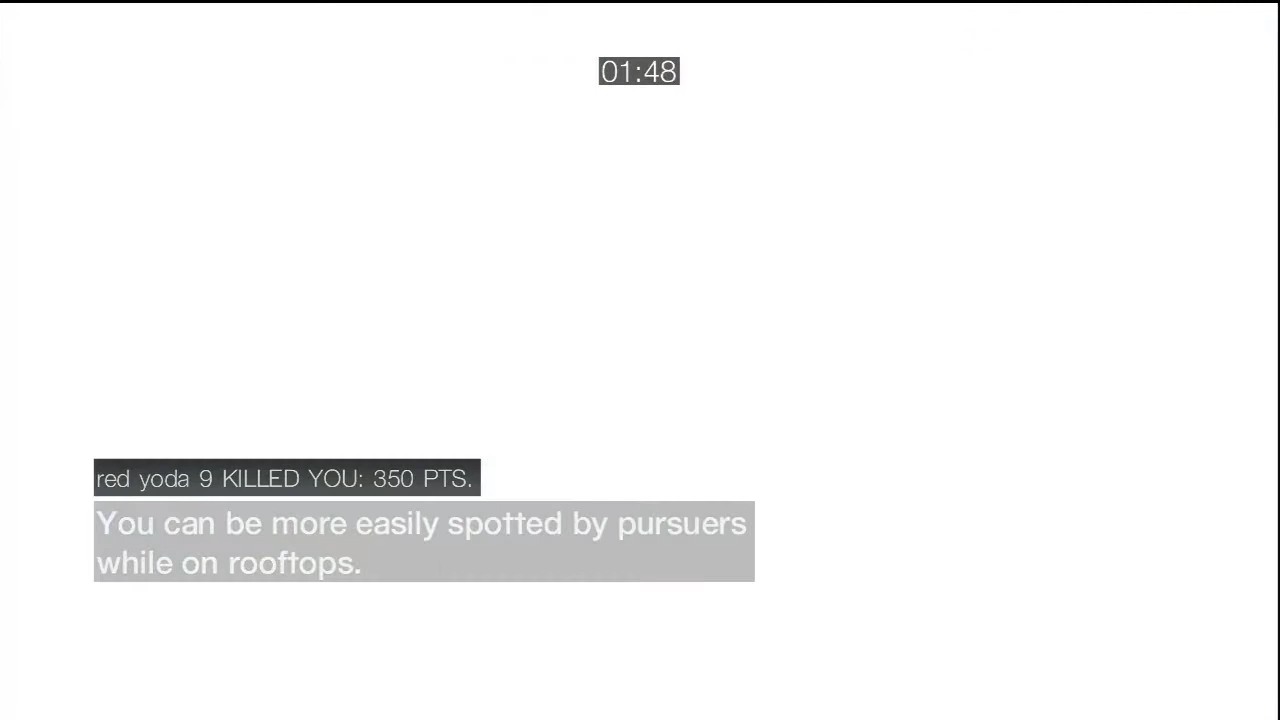 01:48
red yoda 9 KILLED YOU: 350 PTS.
You can be more easily spotted by pursuers
while on rooftops.